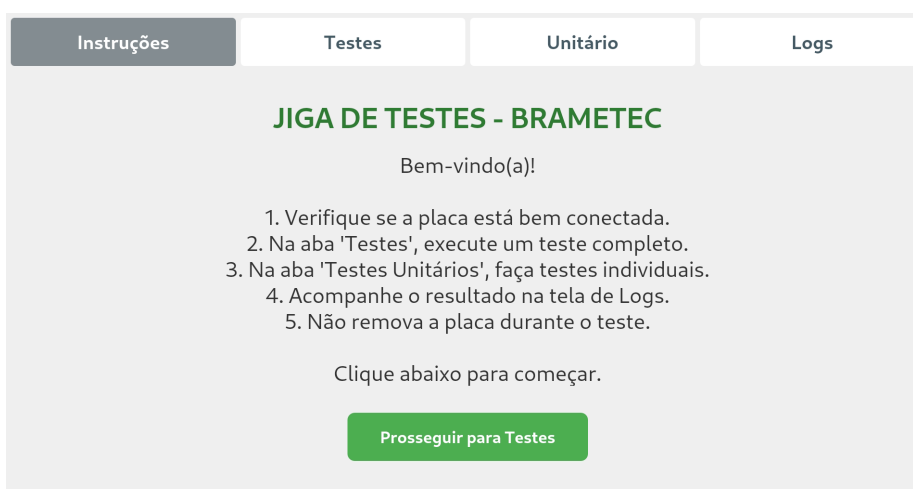 Instruções
Testes
Unitário
Logs
JIGA DE TESTES - BRAMETEC
Bem-vindo(a)!
1. Verifique se a placa está bem conectada.
2. Na aba 'Testes', execute um teste completo.
3. Na aba 'Testes Unitários', faça testes individuais.
4. Acompanhe o resultado na tela de Logs.
5. Não remova a placa durante o teste.
Clique abaixo para começar.
Prosseguir para Testes